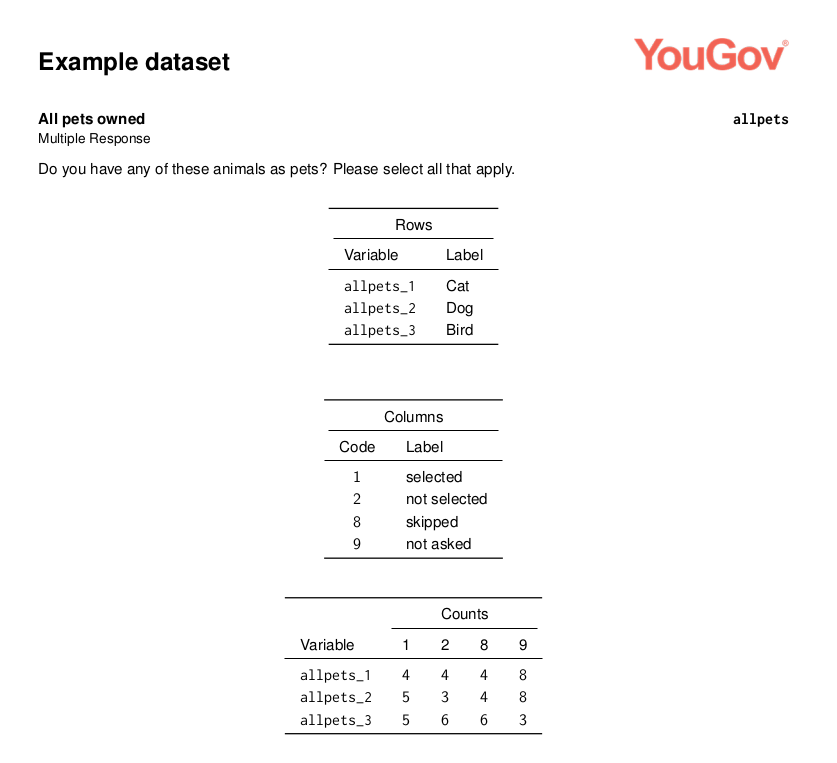 Example dataset
YouGov®
All pets owned allpets
Multiple Response
Do you have any of these animals as pets? Please select all that apply.
Rows
Variable Label
allpets_1 Cat
allpets_2 Dog
allpets_3 Bird
Columns
Code Label
1 selected
2 not selected
8 skipped
9 not asked
Counts
Variable 1 2 8 9
allpets_1 4 4 4 8
allpets_2 5 3 4 8
allpets_3 5 6 6 3